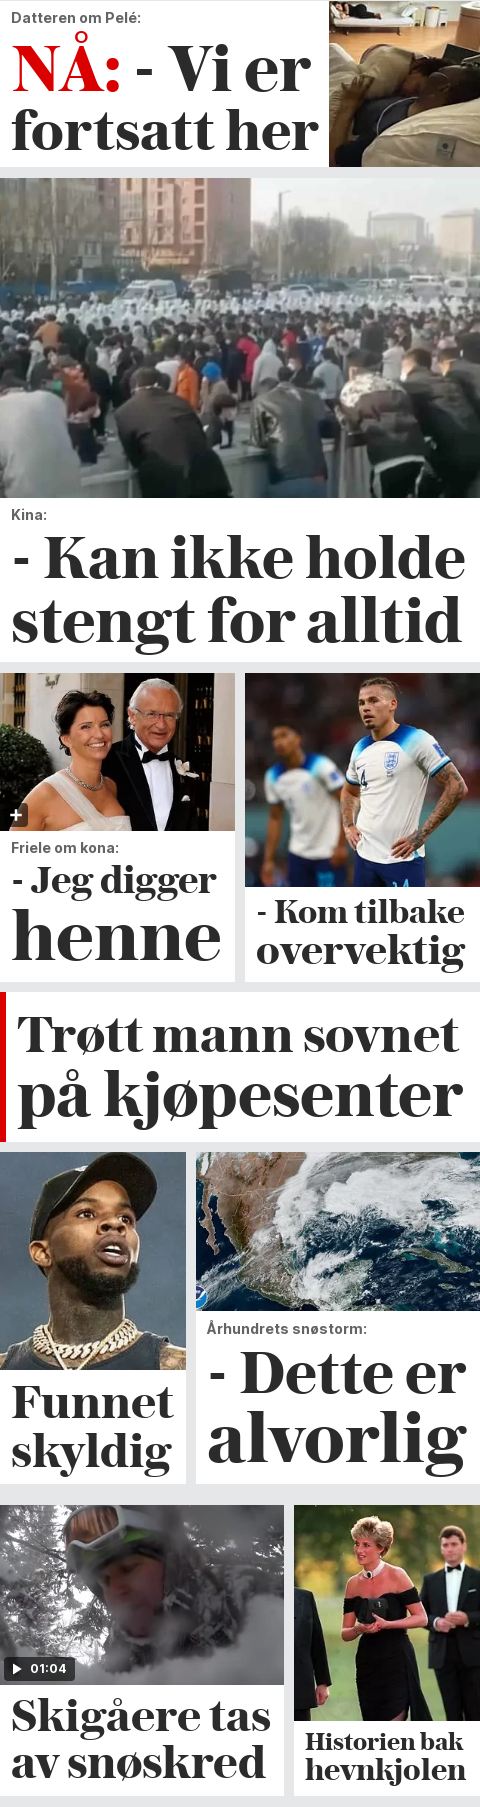 Datteren om Pelé:
NÅ: - Vi er
fortsatt her
Kina:
- Kan ikke holde
stengt for alltid
Friele om kona:
- Jeg digger
henne
- Kom tilbake
overvektig
Trøtt mann sovnet
på kjøpesenter
Funnet
skyldig
Århundrets snøstorm:
- Dette er
alvorlig
01:04
Skigåere tas
av snøskred
Historien bak
hevnkjolen